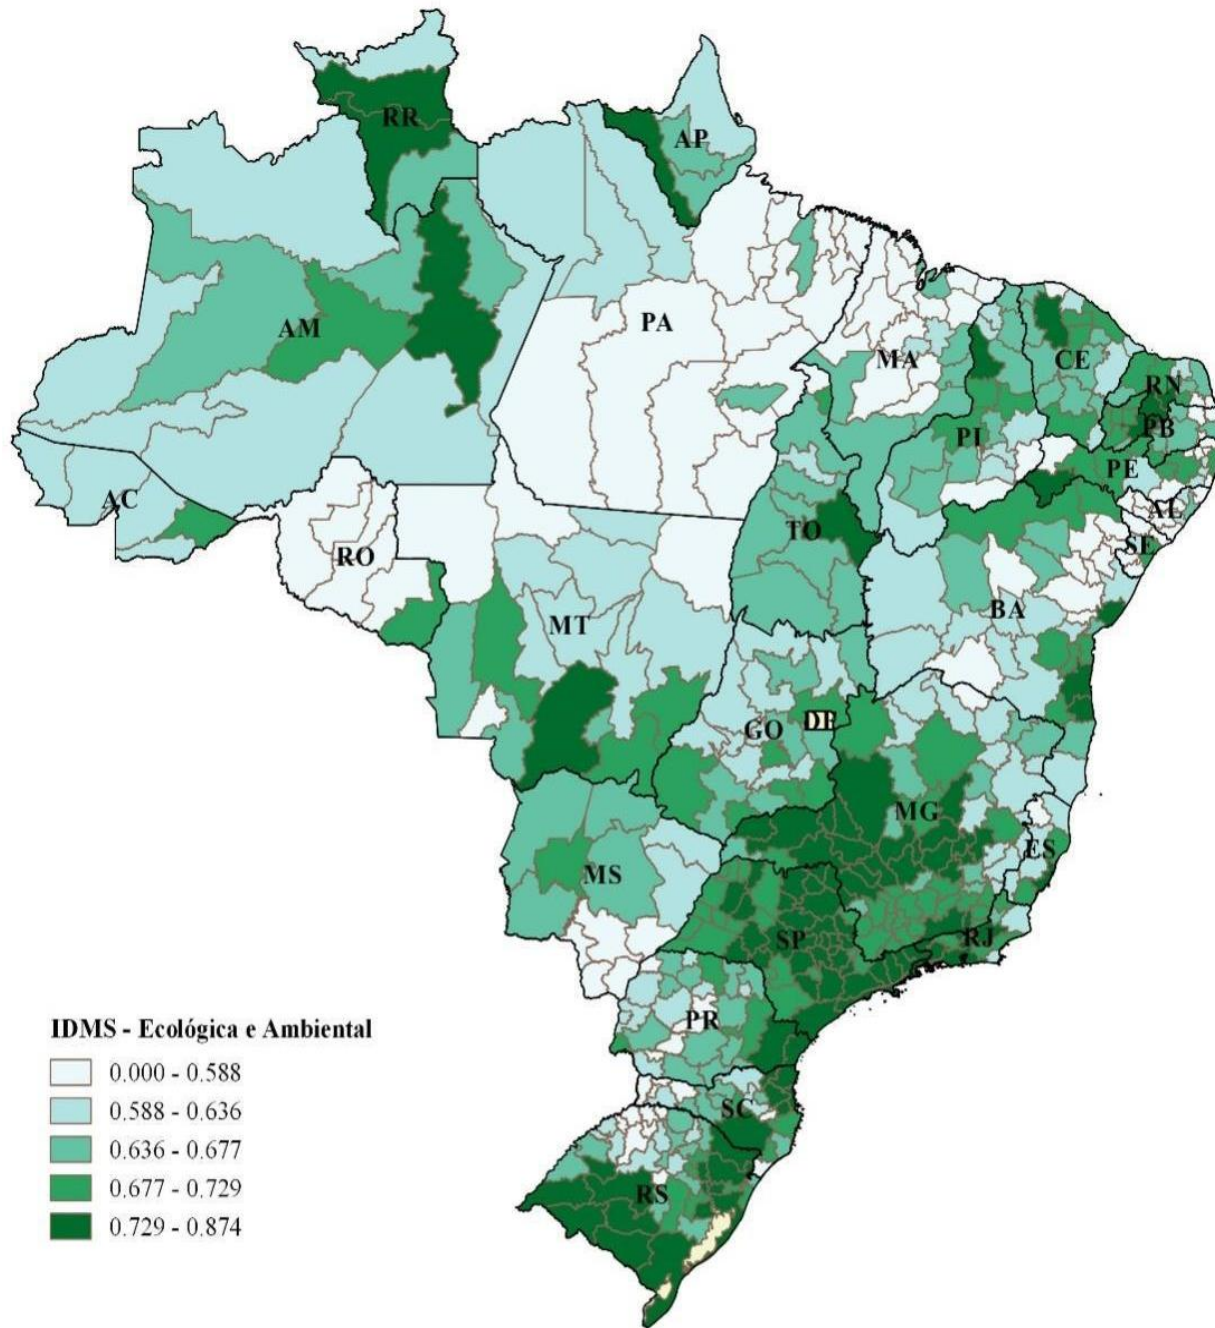 RR
AP
AM
PA
MA
CE
RN
PB
PI
PE
AC
TO
AL
RO
SE
BA
MT
GO
DF
MG
ES
MS
SP
RJ
PR
SC
RS
IDMS - Ecológica e Ambiental
0.000 - 0.588
0.588 - 0.636
0.636 - 0.677
0.677 - 0.729
0.729 - 0.874